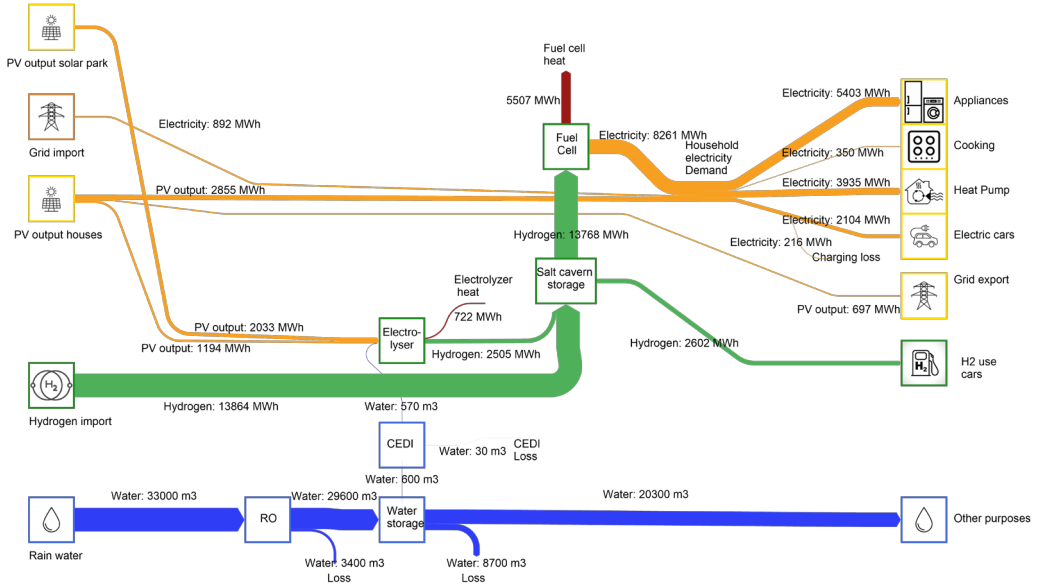 PV output solar park
Grid import
PV output houses
Hydrogen import
Rain water
Electricity: 892 MWh
PV output: 2855 MWh
PV output: 2033 MWh
PV output: 1194 MWh
Hydrogen: 13864 MWh
Fuel cell
heat
5507 MWh
Fuel
Cell
Electricity: 8261 MWh
Household
electricity
Demand
Hydrogen: 13768 MWh
Salt cavern
storage
Electrolyzer
heat
722 MWh
Electro-
lyser
Hydrogen: 2505 MWh
Hydrogen: 2602 MWh
Electricity: 5403 MWh
Appliances
Electricity: 350 MWh
Cooking
Electricity: 3935 MWh
Heat Pump
Electricity: 2104 MWh
Electric cars
Electricity: 216 MWh
Charging loss
Grid export
PV output: 697 MWh
H2 use
cars
H2
H2
Water: 570 m3
CEDI
Water: 30 m3
CEDI
Loss
Water: 600 m3
Water: 33000 m3
RO
Water: 29600 m3
Water
storage
Water: 20300 m3
Other purposes
Water: 3400 m3
Loss
Water: 8700 m3
Loss